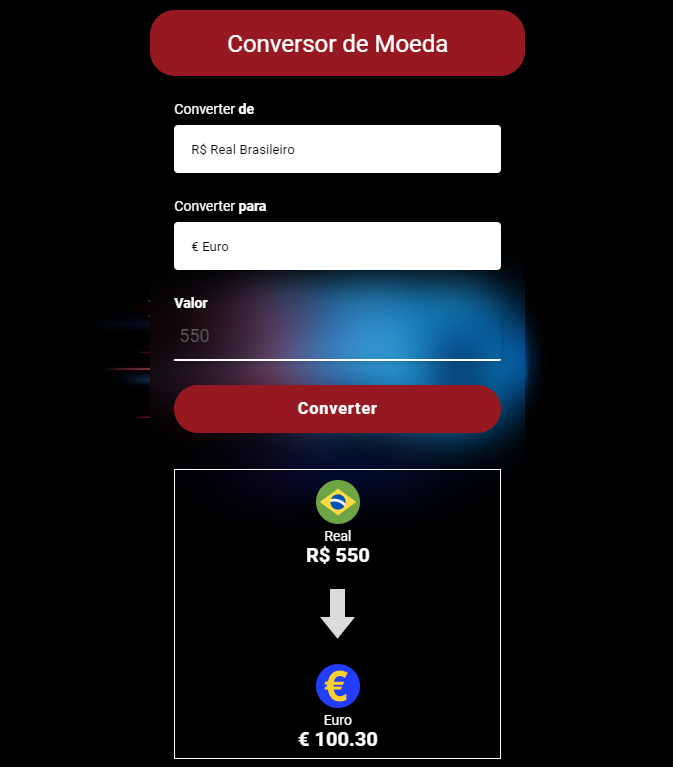 Conversor de Moeda
Converter de
R$ Real Brasileiro
Converter para
€ Euro
Valor
550
Converter
Real
R$ 550
€
Euro
€ 100.30